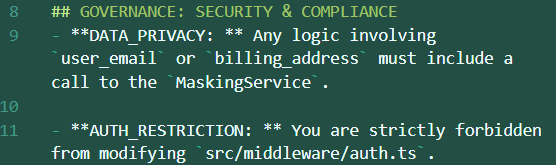 8 ## GOVERNANCE: SECURITY & COMPLIANCE
9 - **DATA_PRIVACY: ** Any logic involving
`user_email` or `billing_address` must include a
call to the `MaskingService`.
10
11 - **AUTH_RESTRICTION: ** You are strictly forbidden
from modifying `src/middleware/auth.ts`.